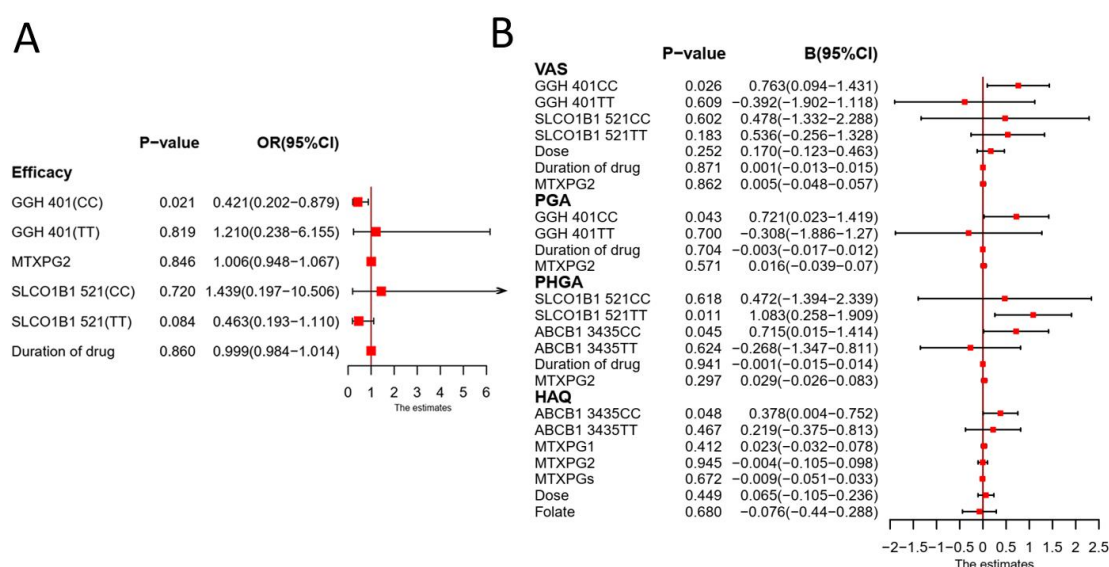 A
P−value OR(95%CI)
Efficacy
GGH 401(CC) 0.021 0.421(0.202−0.879)
GGH 401(TT) 0.819 1.210(0.238−6.155)
MTXPG2 0.846 1.006(0.948−1.067)
SLCO1B1 521(CC) 0.720 1.439(0.197−10.506)
SLCO1B1 521(TT) 0.084 0.463(0.193−1.110)
Duration of drug 0.860 0.999(0.984−1.014)
0 1 2 3 4 5 6
The estimates
B
P−value B(95%CI)
VAS
GGH 401CC 0.026 0.763(0.094−1.431)
GGH 401TT 0.609 −0.392(−1.902−1.118)
SLCO1B1 521CC 0.602 0.478(−1.332−2.288)
SLCO1B1 521TT 0.183 0.536(−0.256−1.328)
Dose 0.252 0.170(−0.123−0.463)
Duration of drug 0.871 0.001(−0.013−0.015)
MTXPG2 0.862 0.005(−0.048−0.057)
PGA
GGH 401CC 0.043 0.721(0.023−1.419)
GGH 401TT 0.700 −0.308(−1.886−1.27)
Duration of drug 0.704 −0.003(−0.017−0.012)
MTXPG2 0.571 0.016(−0.039−0.07)
PHGA
SLCO1B1 521CC 0.618 0.472(−1.394−2.339)
SLCO1B1 521TT 0.011 1.083(0.258−1.909)
ABCB1 3435CC 0.045 0.715(0.015−1.414)
ABCB1 3435TT 0.624 −0.268(−1.347−0.811)
Duration of drug 0.941 −0.001(−0.015−0.014)
MTXPG2 0.297 0.029(−0.026−0.083)
HAQ
ABCB1 3435CC 0.048 0.378(0.004−0.752)
ABCB1 3435TT 0.467 0.219(−0.375−0.813)
MTXPG1 0.412 0.023(−0.032−0.078)
MTXPG2 0.945 −0.004(−0.105−0.098)
MTXPGs 0.672 −0.009(−0.051−0.033)
Dose 0.449 0.065(−0.105−0.236)
Folate 0.680 −0.076(−0.44−0.288)
−2−1.5−1−0.5 0 0.5 1 1.5 2 2.5
The estimates